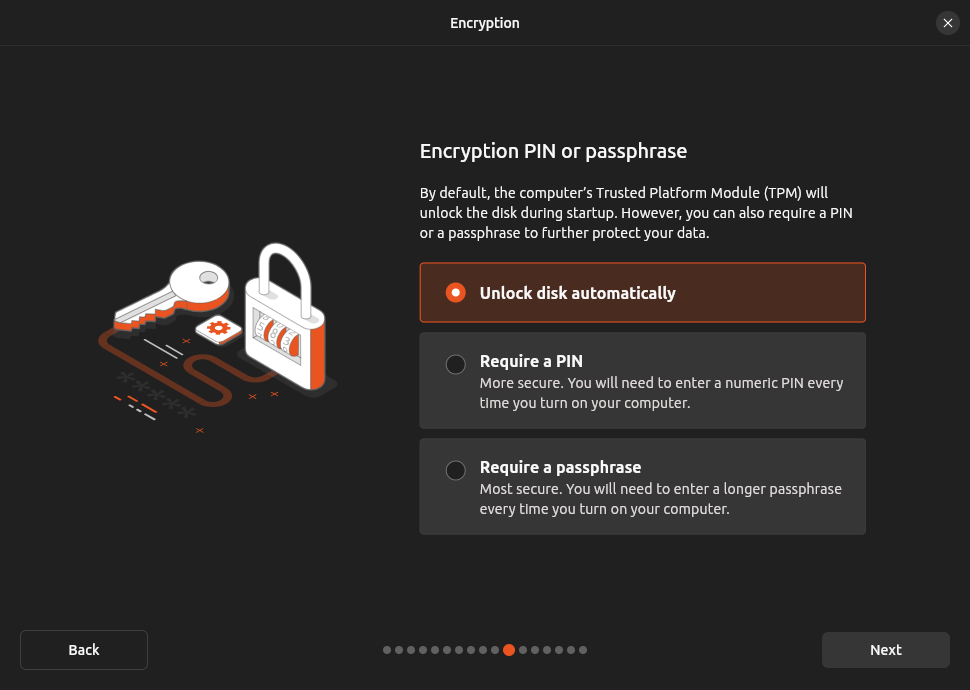 Encryption
Encryption PIN or passphrase
By default, the computer's Trusted Platform Module (TPM) will
unlock the disk during startup. However, you can also require a PIN
or a passphrase to further protect your data.
Unlock disk automatically
Require a PIN
More secure. You will need to enter a numeric PIN every
time you turn on your computer.
Require a passphrase
Most secure. You will need to enter a longer passphrase
every time you turn on your computer.
Back
Next